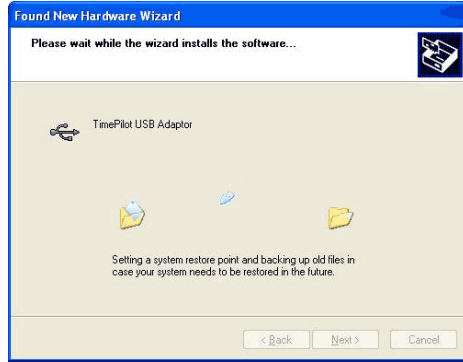 Found New Hardware Wizard
Please wait while the wizard installs the software...
TimePilot USB Adaptor
Setting a system restore point and backing up old files in
case your system needs to be restored in the future.
< Back
Next >
Cancel